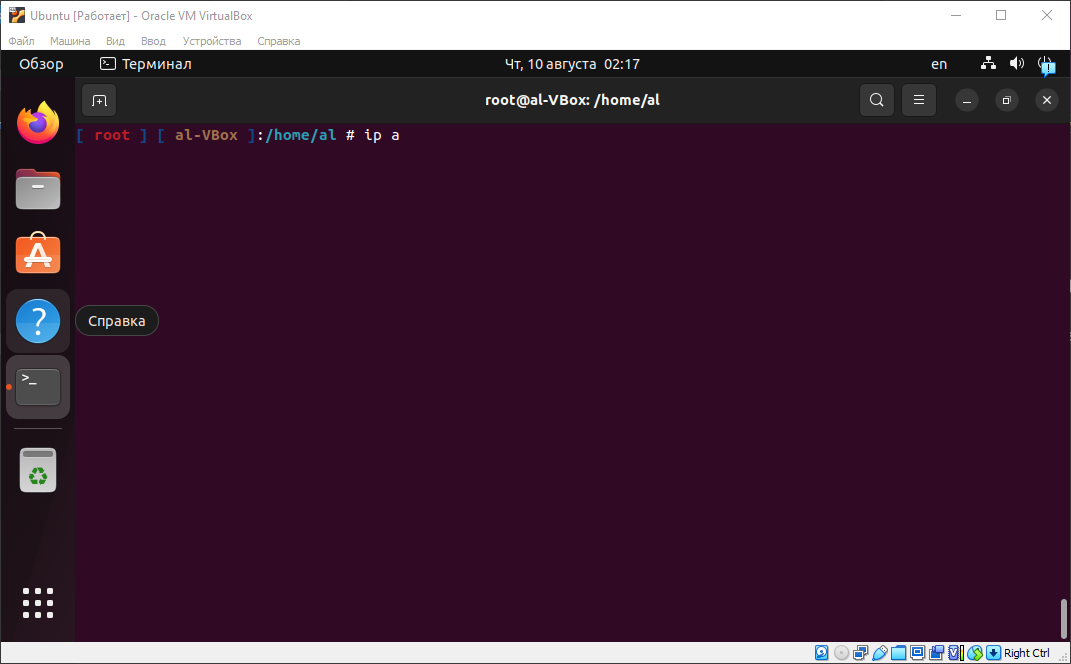 Ubuntu [Работает] - Oracle VM VirtualBox
Файл Машина Вид Ввод Устройства Справка
Обзор Терминал Чт, 10 августа 02:17 en
root@al-VBox: /home/al
[ root ] [ al-VBox ]:/home/al # ip a
Справка
Right Ctrl